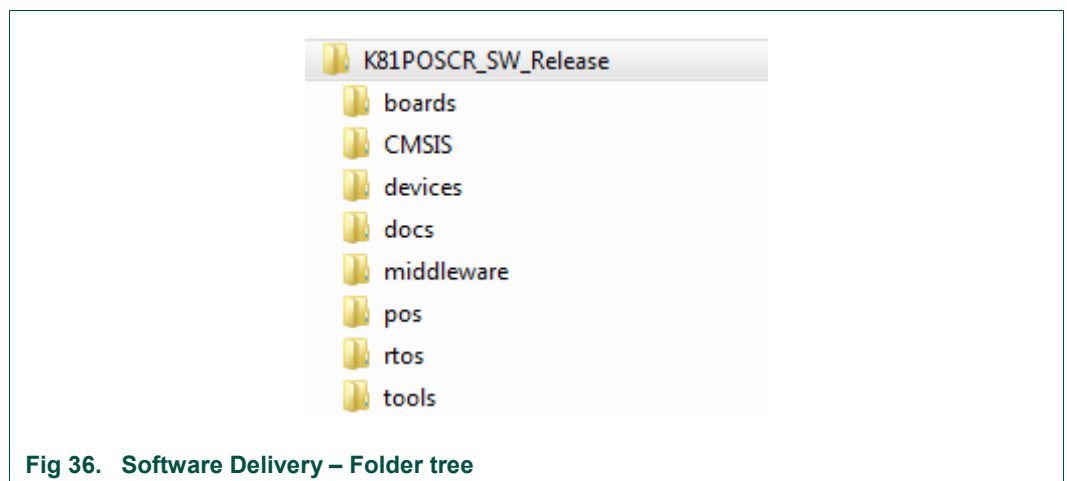 K81POSCR_SW_Release
boards
CMSIS
devices
docs
middleware
pos
rtos
tools
Fig 36. Software Delivery – Folder tree